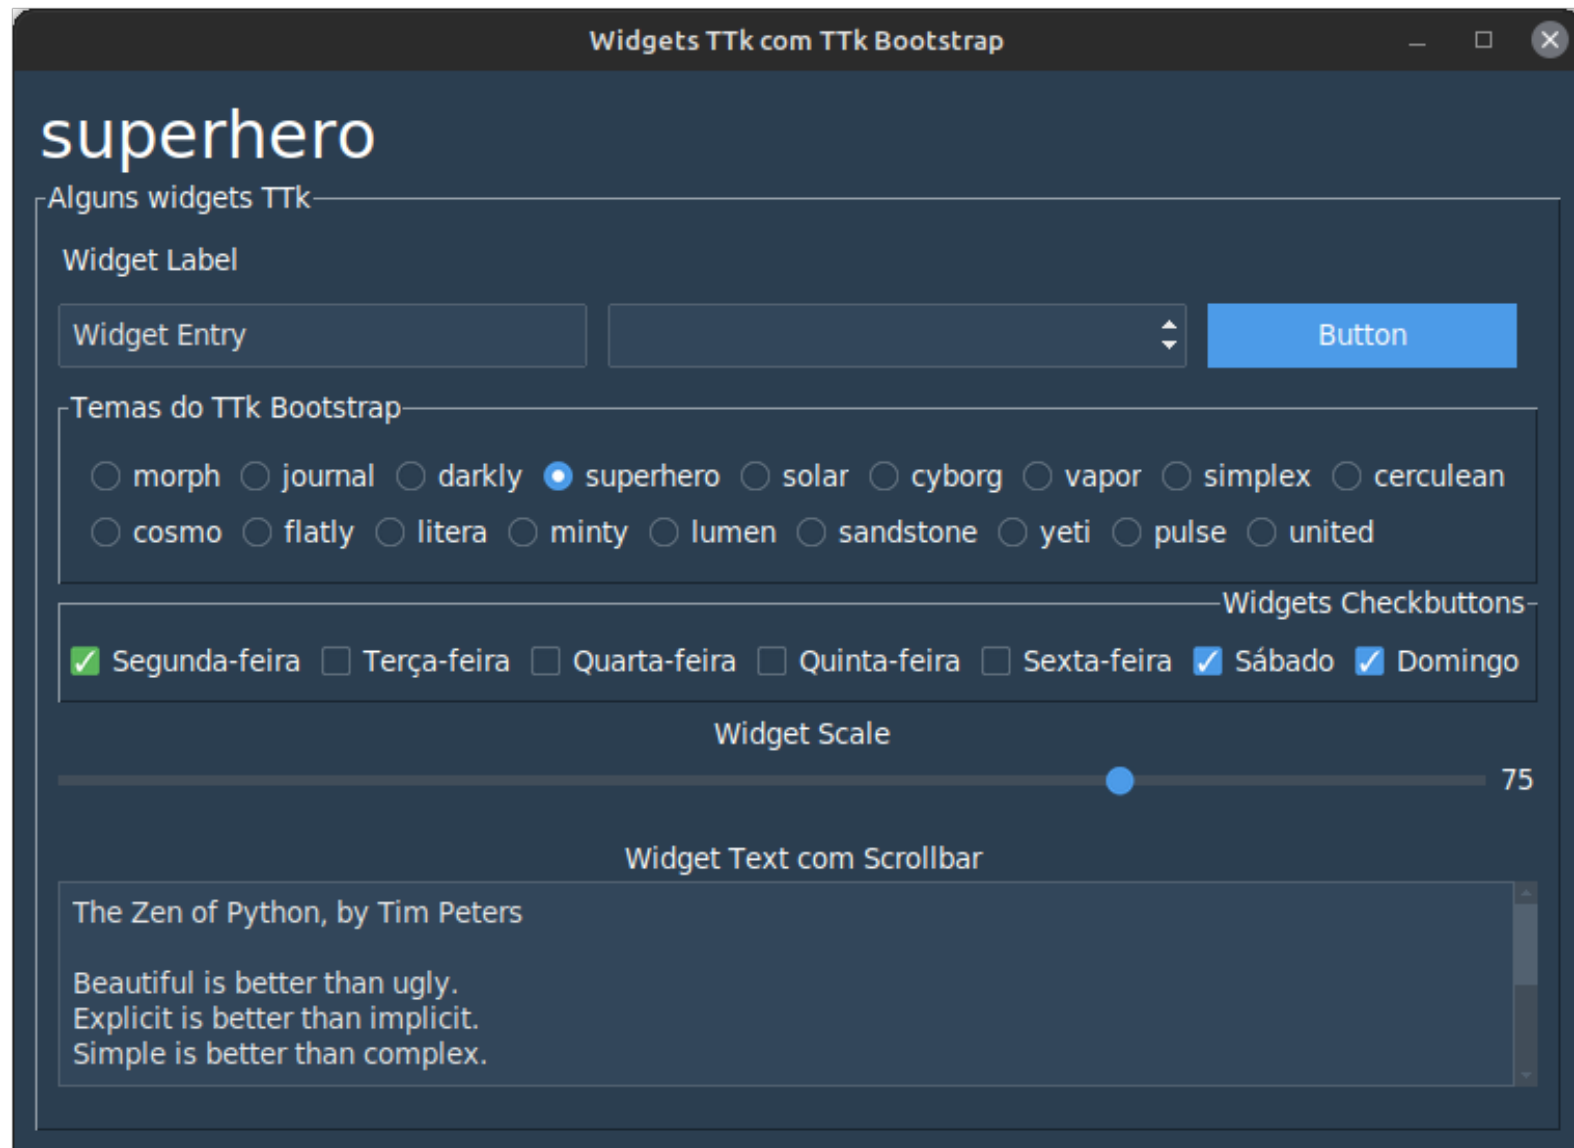 Widgets TTk com TTk Bootstrap
superhero
Alguns widgets TTk
Widget Label
Widget Entry Button
Temas do TTk Bootstrap
morph journal darkly superhero solar cyborg vapor simplex cerculean
cosmo flatly litera minty lumen sandstone yeti pulse united
Widgets Checkbuttons
Segunda-feira Terça-feira Quarta-feira Quinta-feira Sexta-feira Sábado Domingo
Widget Scale
75
Widget Text com Scrollbar
The Zen of Python, by Tim Peters
Beautiful is better than ugly.
Explicit is better than implicit.
Simple is better than complex.